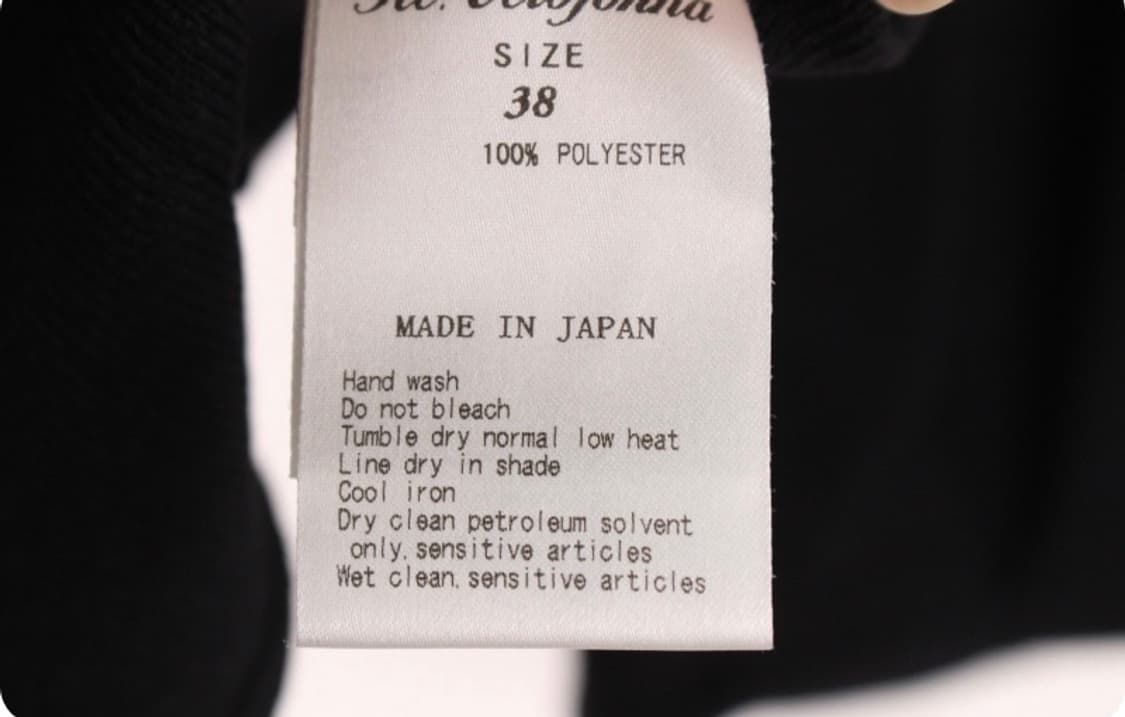 SIZE
38
100% POLYESTER
MADE IN JAPAN
Hand wash
Do not bleach
Tumble dry normal low heat
Line dry in shade
Cool iron
Dry clean petroleum solvent
only. sensitive articles
Wet clean. sensitive articles